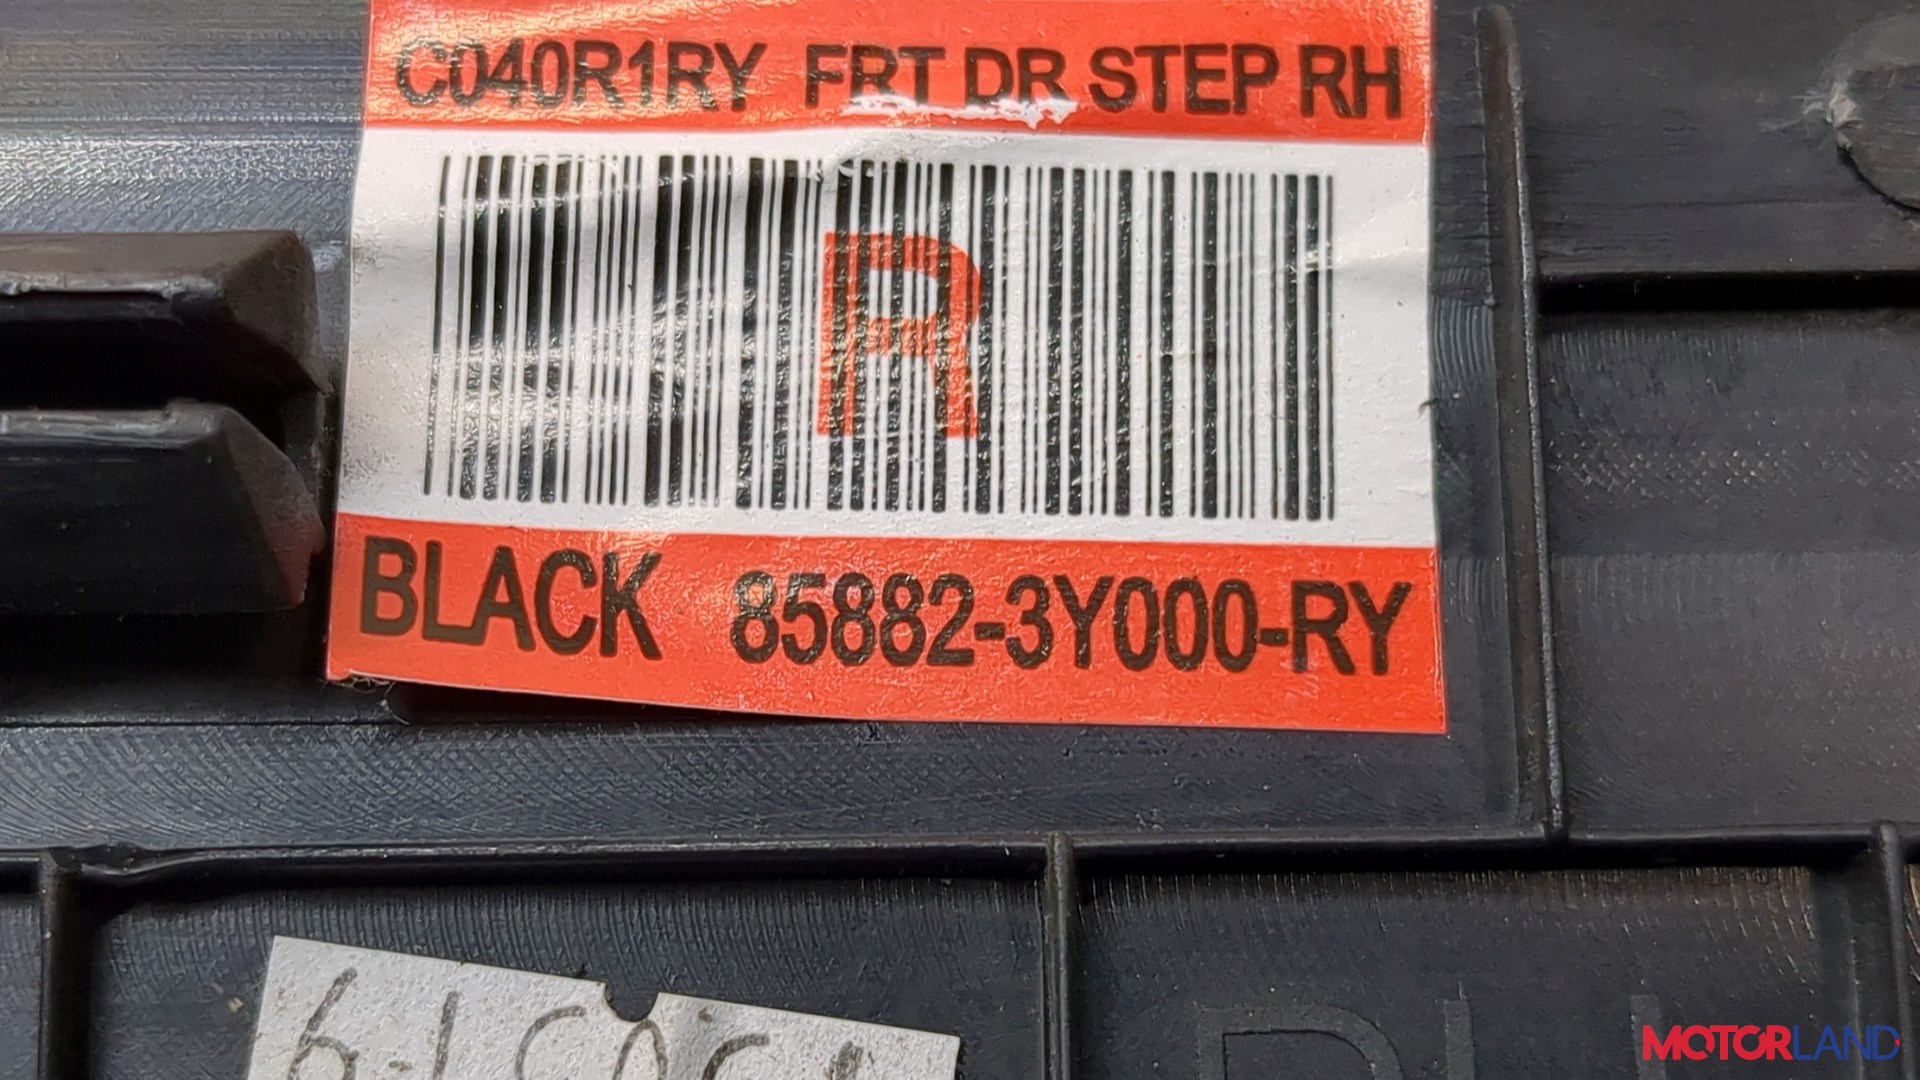 C040R1RY FRT DR STEP RH
R
BLACK 85882-3Y000-RY
MOTORLAND